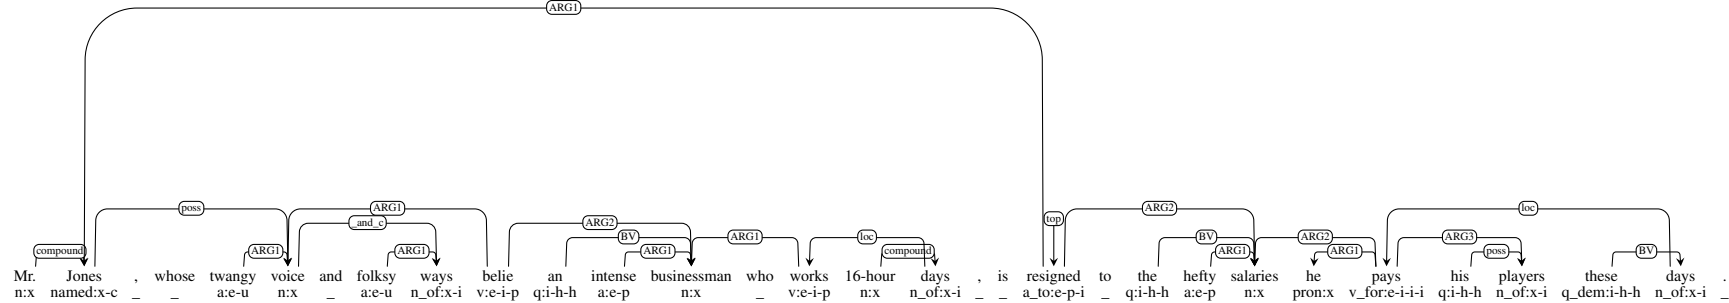 ARG1
poss ARG1 top ARG2 loc
_and_c ARG2
BV ARG1 loc BV ARG2 ARG3
compound ARG1 ARG1 ARG1 compound ARG1 ARG1 poss BV
Mr. Jones , whose twangy voice and folksy ways belie an intense businessman who works 16-hour days , is resigned to the hefty salaries he pays his players these days .
n:x named:x-c _ _ a:e-u n:x _ a:e-u n_of:x-i v:e-i-p q:i-h-h a:e-p n:x _ v:e-i-p n:x n_of:x-i _ _ a_to:e-p-i _ q:i-h-h a:e-p n:x pron:x v_for:e-i-i-i q:i-h-h n_of:x-i q_dem:i-h-h n_of:x-i _